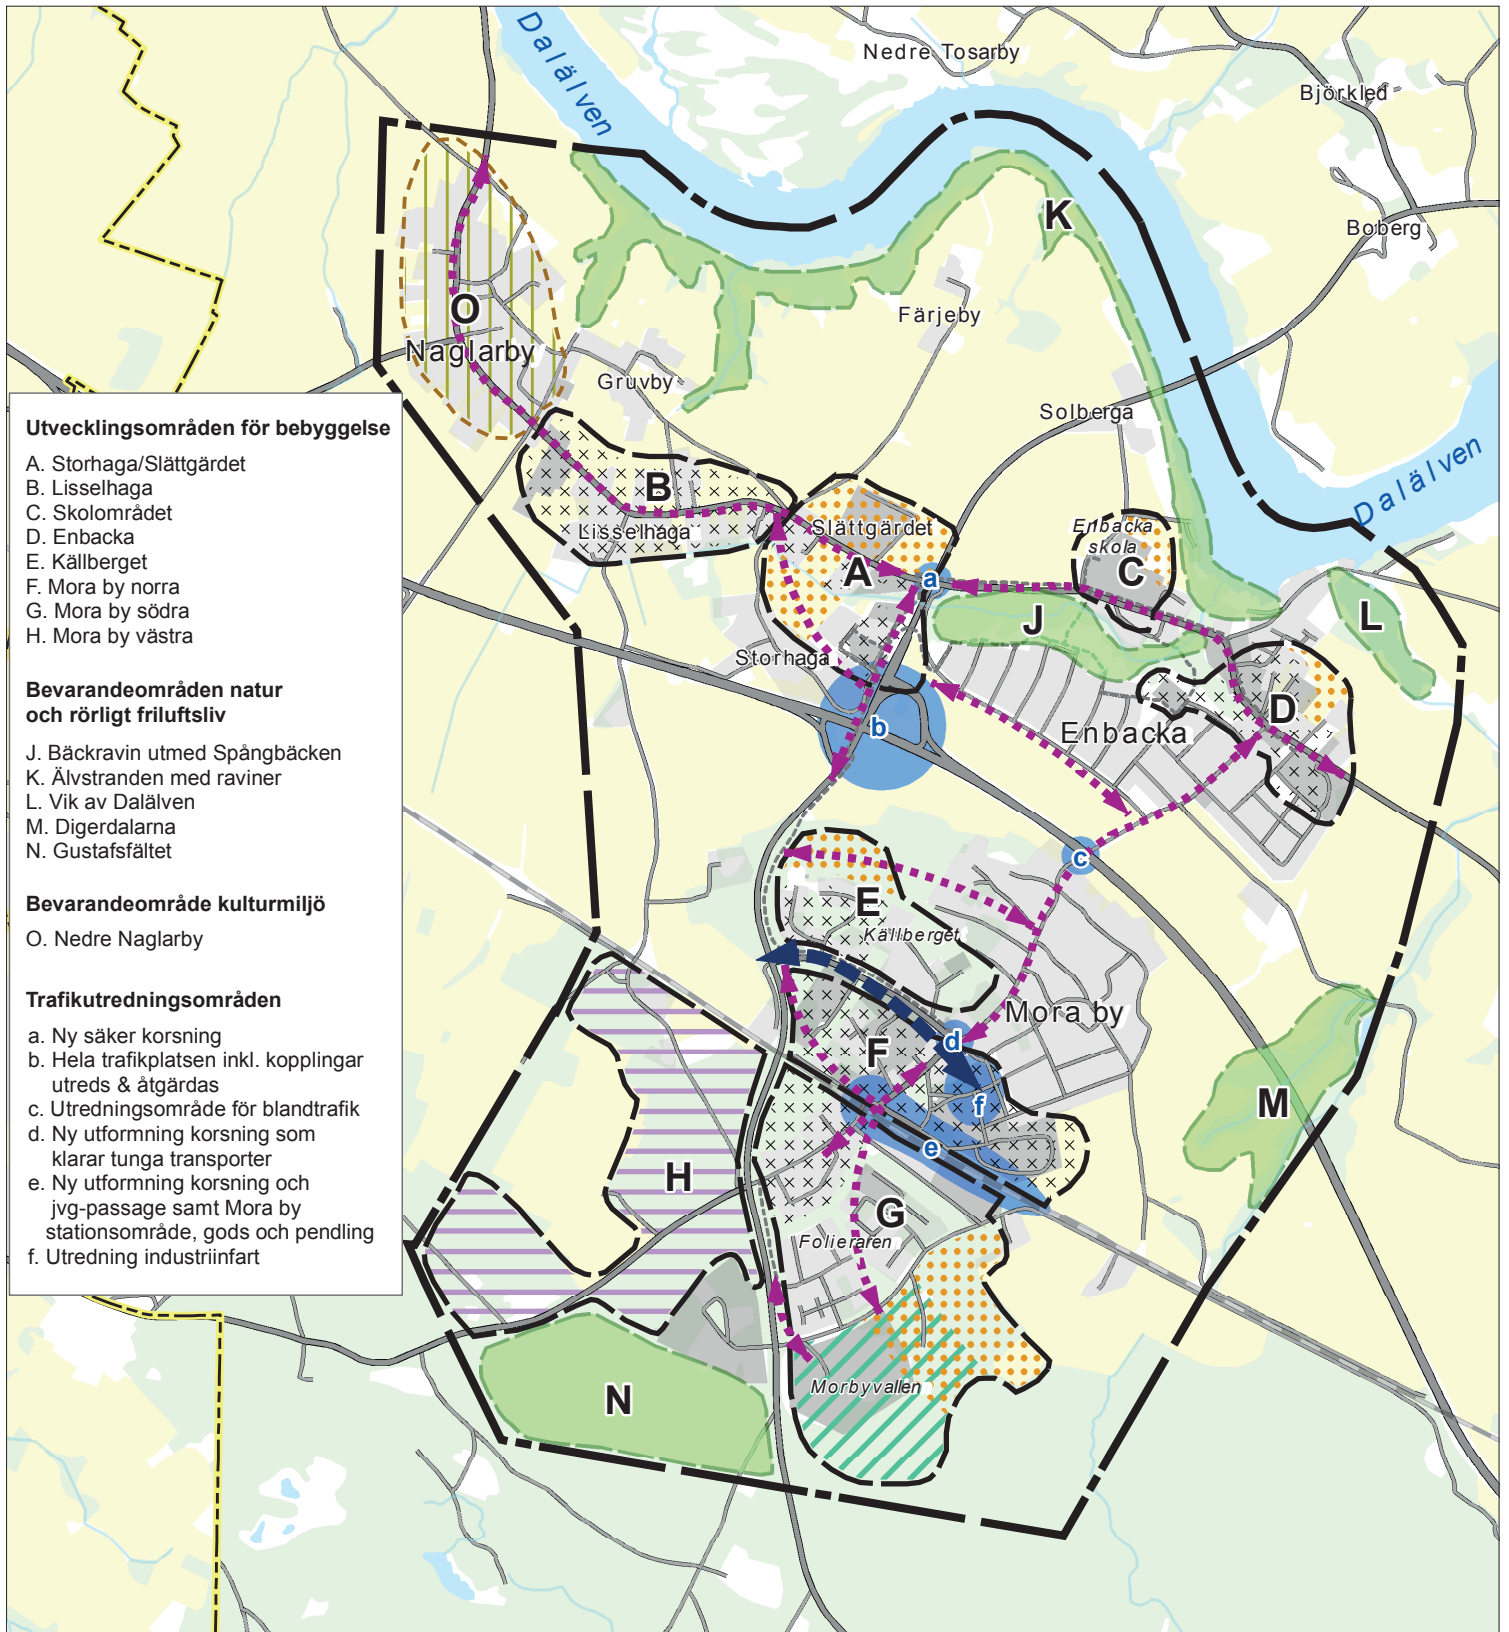 Dalälven
Nedre Tosarby
Björkled
Boberg
K
Färjeby
O
Naglarby
Gruvby
Solberga
Dalälven
B
Lisselhaga
Slättgärdet
A
a
Enbacka
skola
C
J
L
Storhaga
b
Enbacka
D
c
E
Källberget
Mora by
d
F
f
e
M
H
G
Folieraren
N
Morbyvallen
Utvecklingsområden för bebyggelse
A. Storhaga/Slättgärdet
B. Lisselhaga
C. Skolområdet
D. Enbacka
E. Källberget
F. Mora by norra
G. Mora by södra
H. Mora by västra
Bevarandeområden natur
och rörligt friluftsliv
J. Bäckravin utmed Spångbäcken
K. Älvstranden med raviner
L. Vik av Dalälven
M. Digerdalarna
N. Gustafsfältet
Bevarandeområde kulturmiljö
O. Nedre Naglarby
Trafikutredningsområden
a. Ny säker korsning
b. Hela trafikplatsen inkl. kopplingar
utreds & åtgärdas
c. Utredningsområde för blandtrafik
d. Ny utformning korsning som
klarar tunga transporter
e. Ny utformning korsning och
jvg-passage samt Mora by
stationsområde, gods och pendling
f. Utredning industriinfart